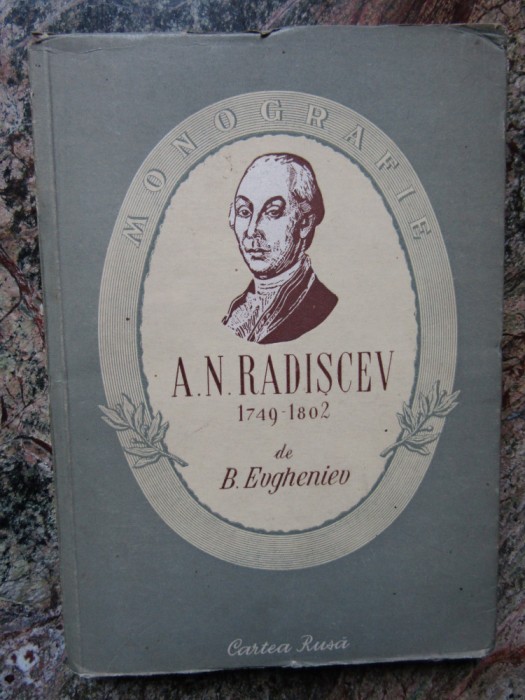 MONOGRAFIE
A.N. RADIȘCEV
1749-1802
de
B. Evgheniev
Cartea Rusă